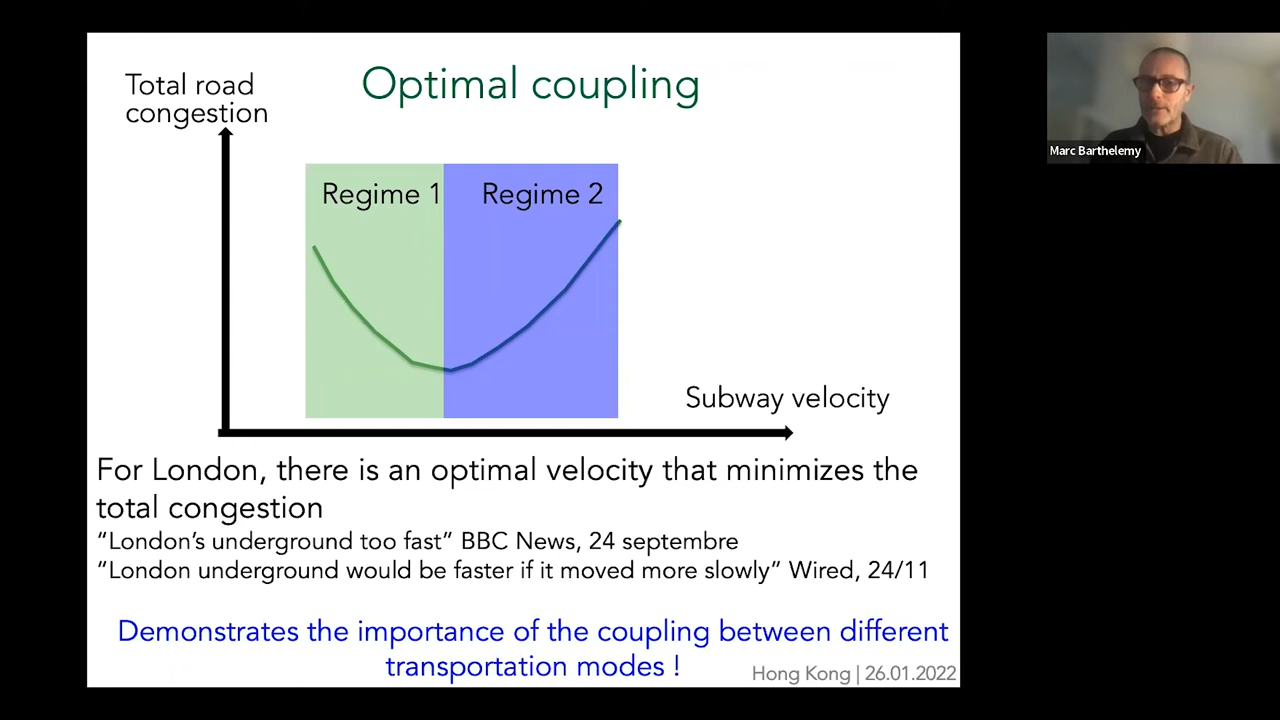 Total road
congestion
Optimal coupling
Regime 1
Regime 2
Subway velocity
For London, there is an optimal velocity that minimizes the
total congestion
“London’s underground too fast” BBC News, 24 septembre
“London underground would be faster if it moved more slowly” Wired, 24/11
Demonstrates the importance of the coupling between different
transportation modes !
Hong Kong | 26.01.2022
Marc Barthelemy